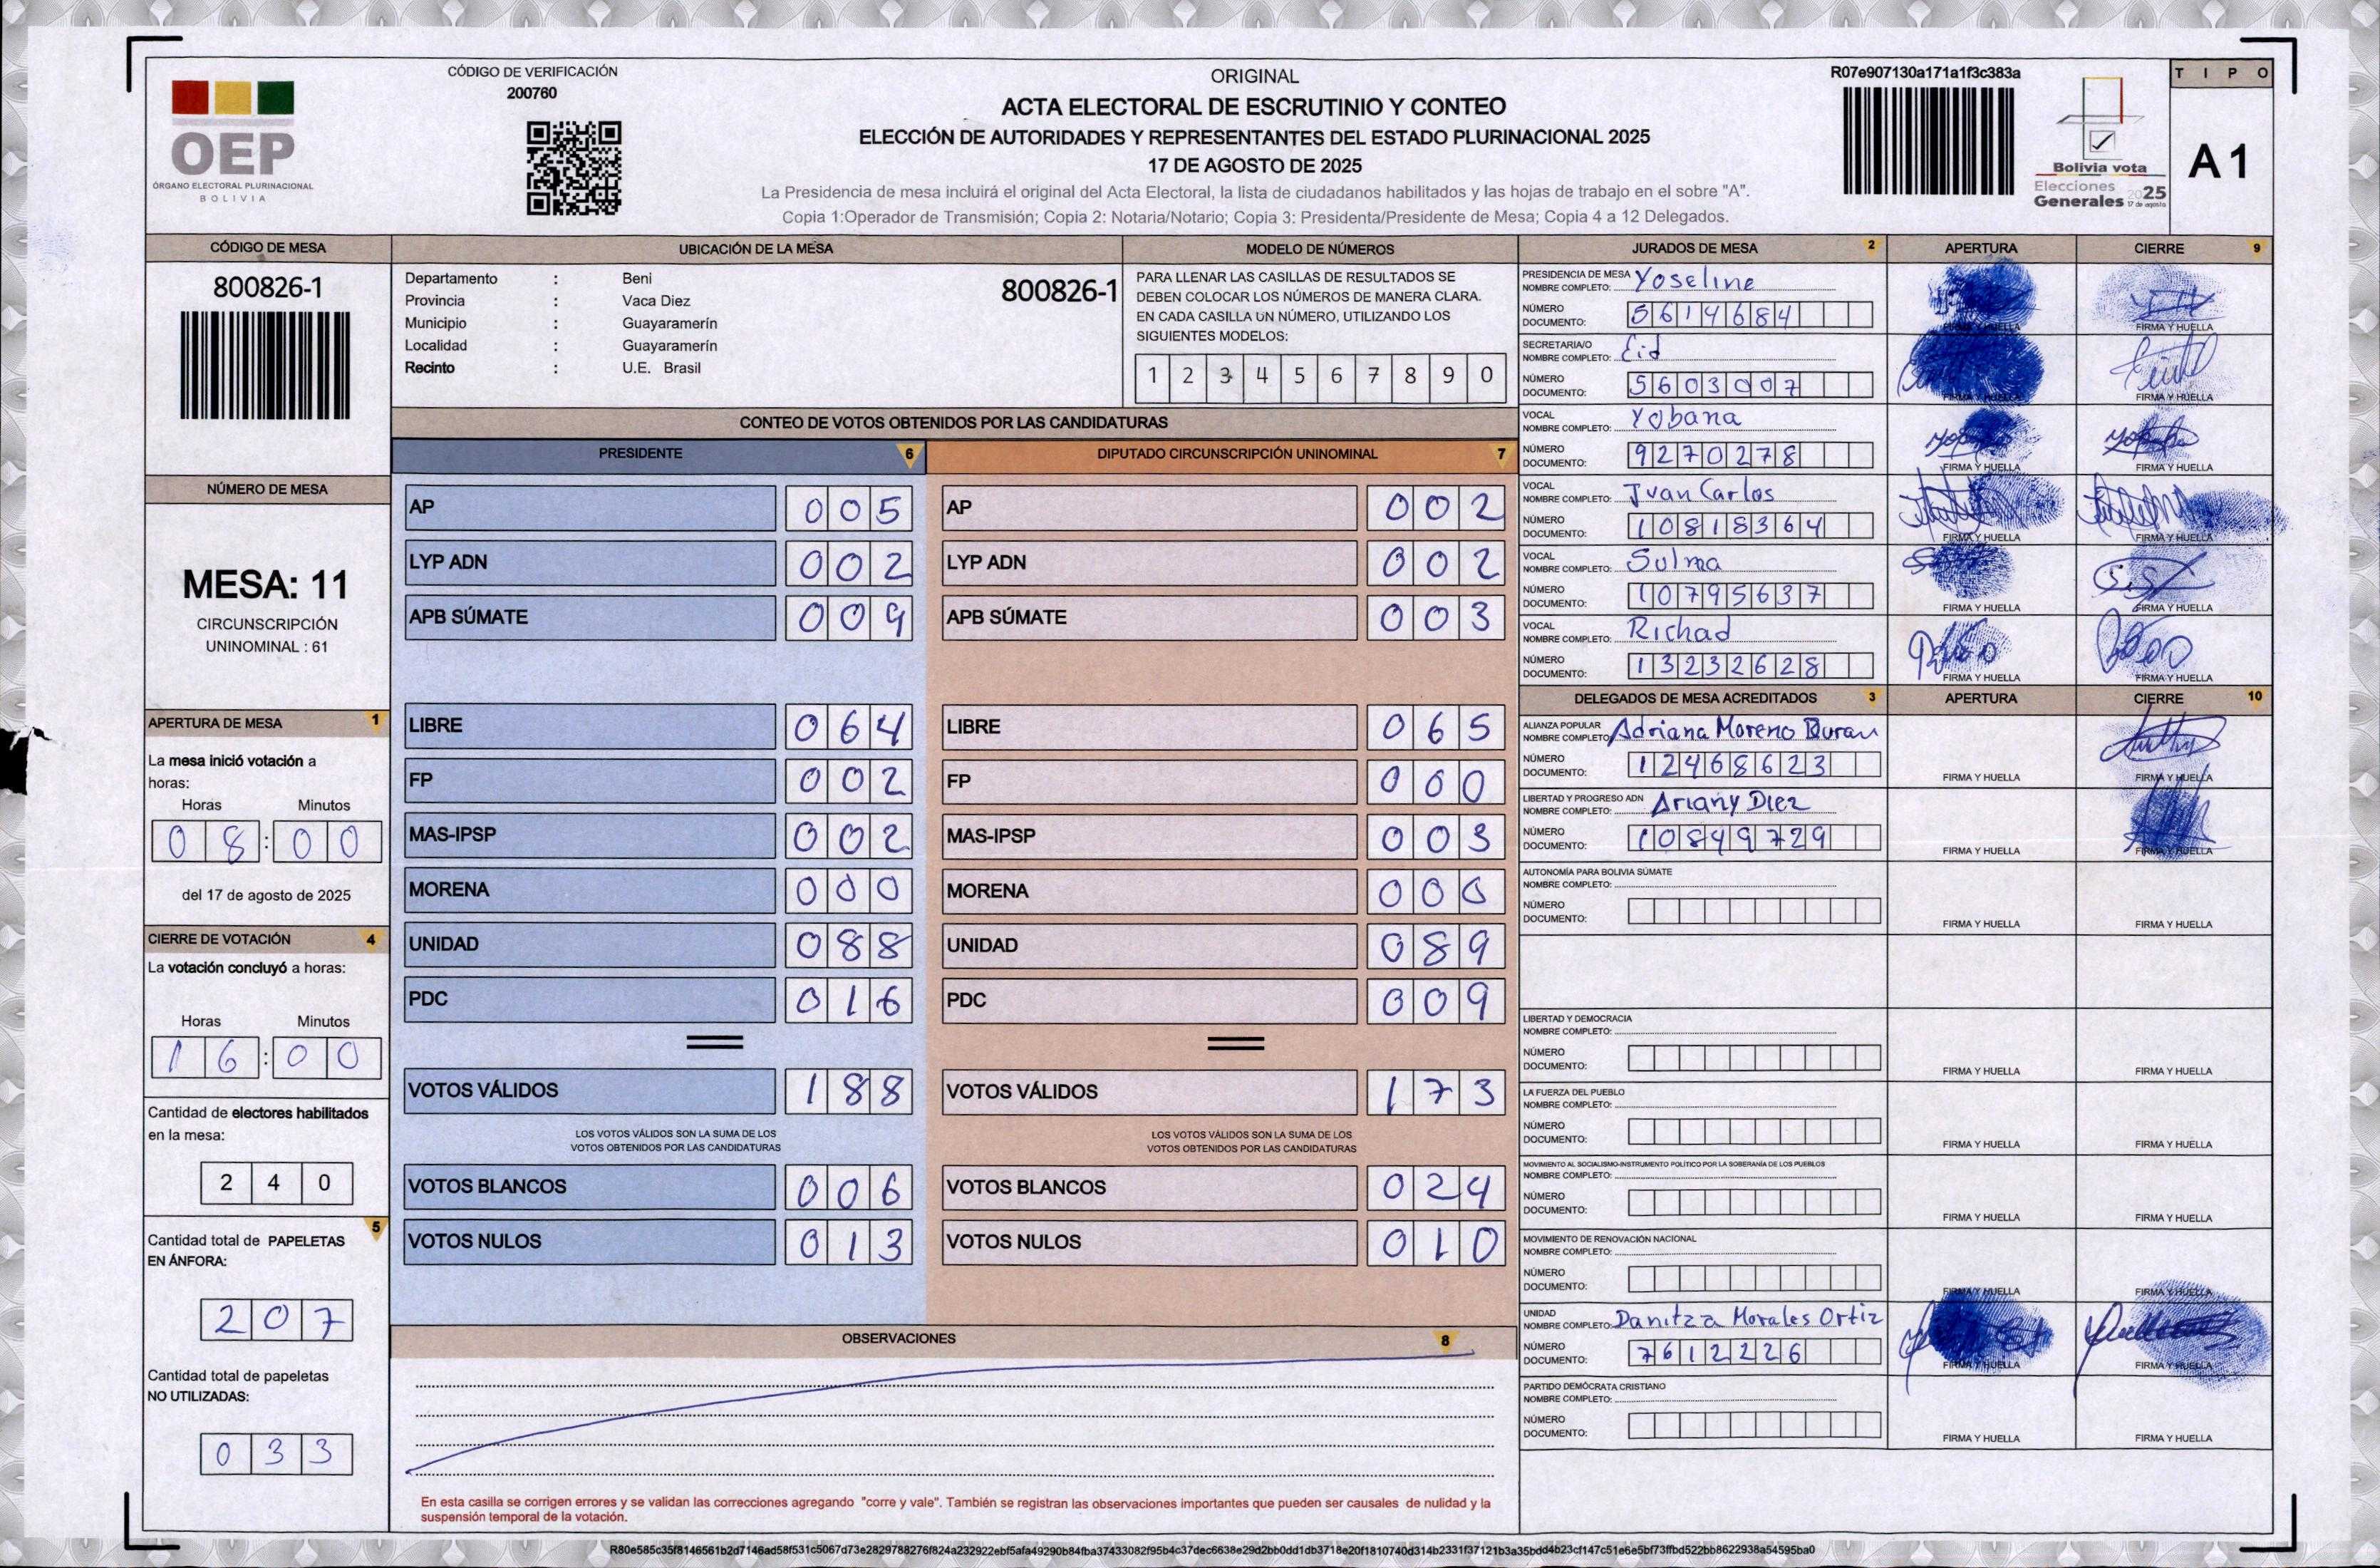 CÓDIGO DE VERIFICACIÓN
200760
OEP
ÓRGANO ELECTORAL PLURINACIONAL
BOLIVIA
ORIGINAL
ACTA ELECTORAL DE ESCRUTINIO Y CONTEO
ELECCIÓN DE AUTORIDADES Y REPRESENTANTES DEL ESTADO PLURINACIONAL 2025
17 DE AGOSTO DE 2025
La Presidencia de mesa incluirá el original del Acta Electoral, la lista de ciudadanos habilitados y las hojas de trabajo en el sobre "A".
Copia 1:Operador de Transmisión; Copia 2: Notaria/Notario; Copia 3: Presidenta/Presidente de Mesa; Copia 4 a 12 Delegados.
R07e907130a171a1f3c383a
Bolivia vota
Elecciones
Generales 2025
17 de agosto
TIPO
A 1
CÓDIGO DE MESA
800826-1
NÚMERO DE MESA
MESA: 11
CIRCUNSCRIPCIÓN
UNINOMINAL : 61
APERTURA DE MESA 1
La mesa inició votación a
horas:
Horas Minutos
08:00
del 17 de agosto de 2025
CIERRE DE VOTACIÓN 4
La votación concluyó a horas:
Horas Minutos
16:00
Cantidad de electores habilitados
en la mesa:
240
5
Cantidad total de PAPELETAS
EN ÁNFORA:
207
Cantidad total de papeletas
NO UTILIZADAS:
033
UBICACIÓN DE LA MESA
Departamento : Beni
800826-1
Provincia : Vaca Diez
Municipio : Guayaramerín
Localidad : Guayaramerín
Recinto : U.E. Brasil
MODELO DE NÚMEROS
PARA LLENAR LAS CASILLAS DE RESULTADOS SE
DEBEN COLOCAR LOS NÚMEROS DE MANERA CLARA.
EN CADA CASILLA UN NÚMERO, UTILIZANDO LOS
SIGUIENTES MODELOS:
1 2 3 4 5 6 7 8 9 0
CONTEO DE VOTOS OBTENIDOS POR LAS CANDIDATURAS
PRESIDENTE 6
AP 005
LYP ADN 002
APB SÚMATE 009
LIBRE 064
FP 002
MAS-IPSP 002
MORENA 000
UNIDAD 088
PDC 016
VOTOS VÁLIDOS 188
LOS VOTOS VÁLIDOS SON LA SUMA DE LOS
VOTOS OBTENIDOS POR LAS CANDIDATURAS
VOTOS BLANCOS 006
VOTOS NULOS 013
DIPUTADO CIRCUNSCRIPCIÓN UNINOMINAL 7
AP 002
LYP ADN 002
APB SÚMATE 003
LIBRE 065
FP 000
MAS-IPSP 003
MORENA 000
UNIDAD 089
PDC 009
VOTOS VÁLIDOS 173
LOS VOTOS VÁLIDOS SON LA SUMA DE LOS
VOTOS OBTENIDOS POR LAS CANDIDATURAS
VOTOS BLANCOS 024
VOTOS NULOS 010
OBSERVACIONES 8
En esta casilla se corrigen errores y se validan las correcciones agregando "corre y vale". También se registran las observaciones importantes que pueden ser causales de nulidad y la
suspensión temporal de la votación.
JURADOS DE MESA 2 APERTURA CIERRE 9
PRESIDENCIA DE MESA
NOMBRE COMPLETO: Yoseline
NÚMERO
DOCUMENTO: 5614684
FIRMA Y HUELLA FIRMA Y HUELLA
SECRETARIA/O
NOMBRE COMPLETO: Eid
NÚMERO
DOCUMENTO: 5603007
FIRMA Y HUELLA FIRMA Y HUELLA
VOCAL
NOMBRE COMPLETO: Yobana
NÚMERO
DOCUMENTO: 9270278
FIRMA Y HUELLA FIRMA Y HUELLA
VOCAL
NOMBRE COMPLETO: Jvan Carlos
NÚMERO
DOCUMENTO: 10818364
FIRMA Y HUELLA FIRMA Y HUELLA
VOCAL
NOMBRE COMPLETO: Sulma
NÚMERO
DOCUMENTO: 10795637
FIRMA Y HUELLA FIRMA Y HUELLA
VOCAL
NOMBRE COMPLETO: Richad
NÚMERO
DOCUMENTO: 13232628
FIRMA Y HUELLA FIRMA Y HUELLA
DELEGADOS DE MESA ACREDITADOS 3 APERTURA CIERRE 10
ALIANZA POPULAR
NOMBRE COMPLETO: Adriana Moreno Duran
NÚMERO
DOCUMENTO: 12468623
FIRMA Y HUELLA FIRMA Y HUELLA
LIBERTAD Y PROGRESO ADN
NOMBRE COMPLETO: Ariany Diez
NÚMERO
DOCUMENTO: 10849729
FIRMA Y HUELLA FIRMA Y HUELLA
AUTONOMÍA PARA BOLIVIA SÚMATE
NOMBRE COMPLETO:
NÚMERO
DOCUMENTO:
FIRMA Y HUELLA FIRMA Y HUELLA
LIBERTAD Y DEMOCRACIA
NOMBRE COMPLETO:
NÚMERO
DOCUMENTO:
FIRMA Y HUELLA FIRMA Y HUELLA
LA FUERZA DEL PUEBLO
NOMBRE COMPLETO:
NÚMERO
DOCUMENTO:
FIRMA Y HUELLA FIRMA Y HUELLA
MOVIMIENTO AL SOCIALISMO-INSTRUMENTO POLÍTICO POR LA SOBERANÍA DE LOS PUEBLOS
NOMBRE COMPLETO:
NÚMERO
DOCUMENTO:
FIRMA Y HUELLA FIRMA Y HUELLA
MOVIMIENTO DE RENOVACIÓN NACIONAL
NOMBRE COMPLETO:
NÚMERO
DOCUMENTO:
FIRMA Y HUELLA FIRMA Y HUELLA
UNIDAD
NOMBRE COMPLETO: Danitza Morales Ortiz
NÚMERO
DOCUMENTO: 7612226
FIRMA Y HUELLA FIRMA Y HUELLA
PARTIDO DEMÓCRATA CRISTIANO
NOMBRE COMPLETO:
NÚMERO
DOCUMENTO:
FIRMA Y HUELLA FIRMA Y HUELLA